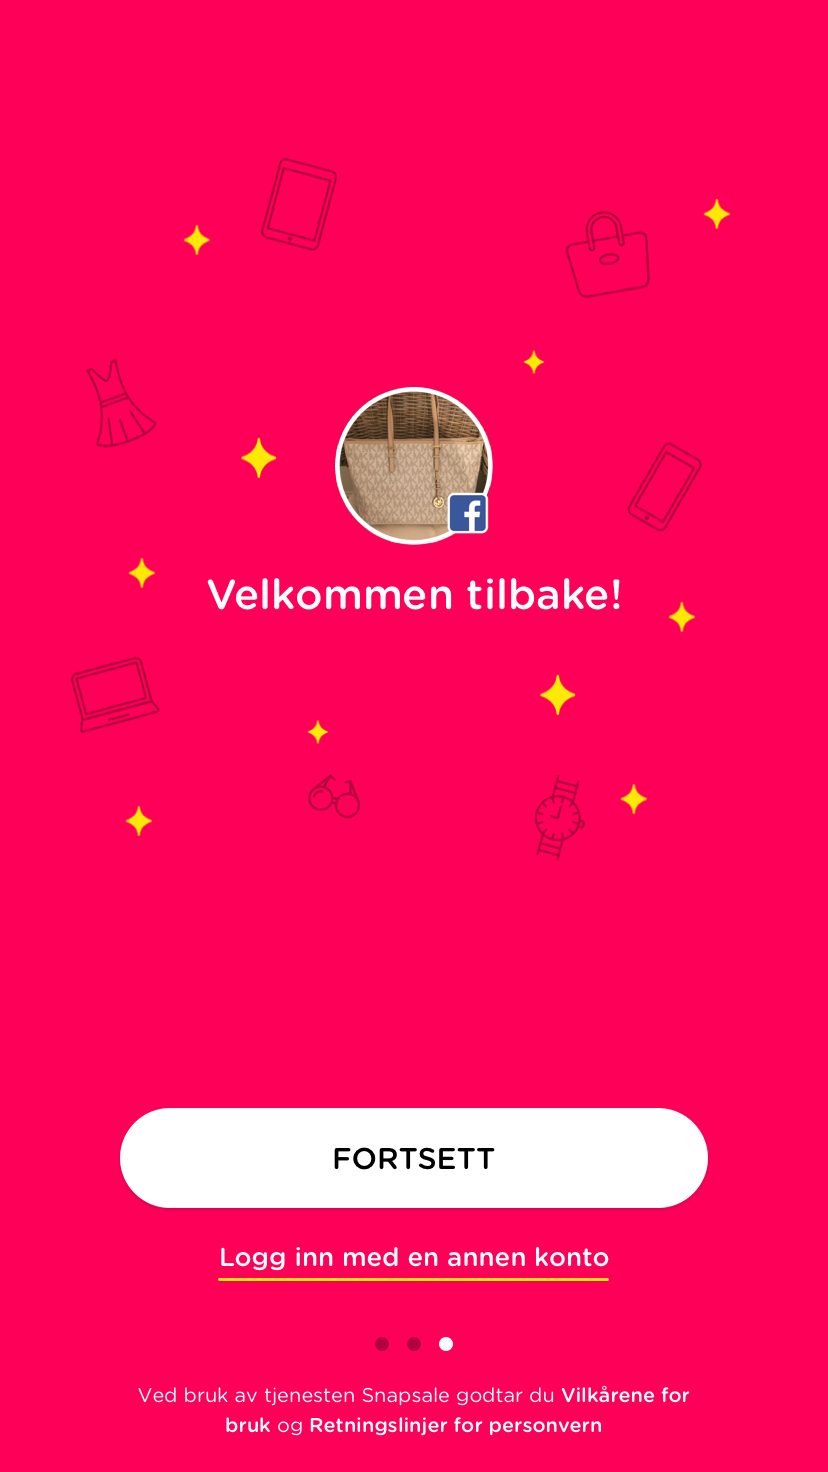 Velkommen tilbake!
FORTSETT
Logg inn med en annen konto
Ved bruk av tjenesten Snapsale godtar du Vilkårene for
bruk og Retningslinjer for personvern